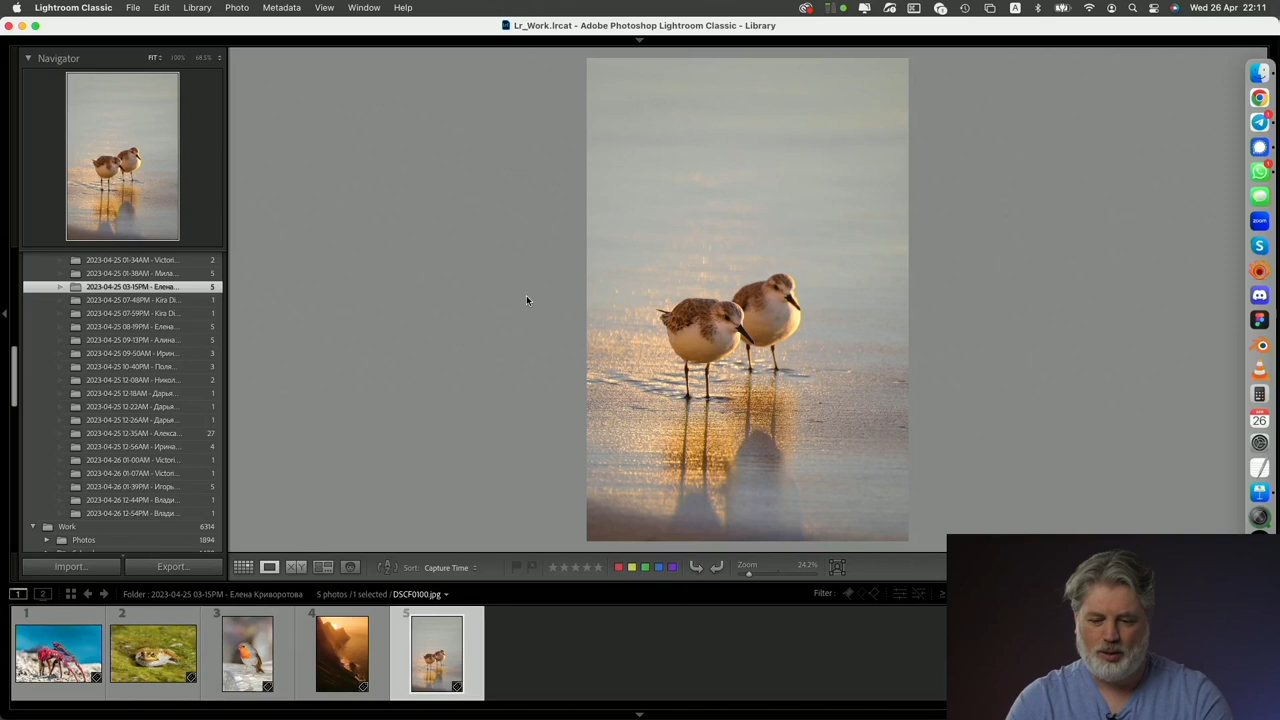 Lightroom Classic File Edit Library Photo Metadata View Window Help Wed 26 Apr 22:11
Lr_Work.lrcat - Adobe Photoshop Lightroom Classic - Library
Navigator FIT 100% 68.5%
2023-04-25 01-34AM - Victori... 2
2023-04-25 01-38AM - Мила... 5
2023-04-25 03-15PM - Елена... 5
2023-04-25 07-48PM - Kira Di... 1
2023-04-25 07-59PM - Kira Di... 1
2023-04-25 08-19PM - Елена... 5
2023-04-25 09-13PM - Алина... 5
2023-04-25 09-50AM - Ирин... 3
2023-04-25 10-40PM - Поля... 3
2023-04-25 12-08AM - Никол... 2
2023-04-25 12-18AM - Дарья... 1
2023-04-25 12-22AM - Дарья... 1
2023-04-25 12-26AM - Дарья... 1
2023-04-25 12-35AM - Алекса... 27
2023-04-25 12-56AM - Ирина... 4
2023-04-26 01-00AM - Victori... 1
2023-04-26 01-07AM - Victori... 1
2023-04-26 01-39PM - Игорь... 5
2023-04-26 12-44PM - Влади... 1
2023-04-26 12-54PM - Влади... 1
Work 6314
Photos 1894
Import... Export... Sort: Capture Time Zoom 24.2%
1 2 Folder : 2023-04-25 03-15PM - Елена Криворотова 5 photos / 1 selected / DSCF0100.jpg Filter :
1 2 3 4 5
zoom
APR
26